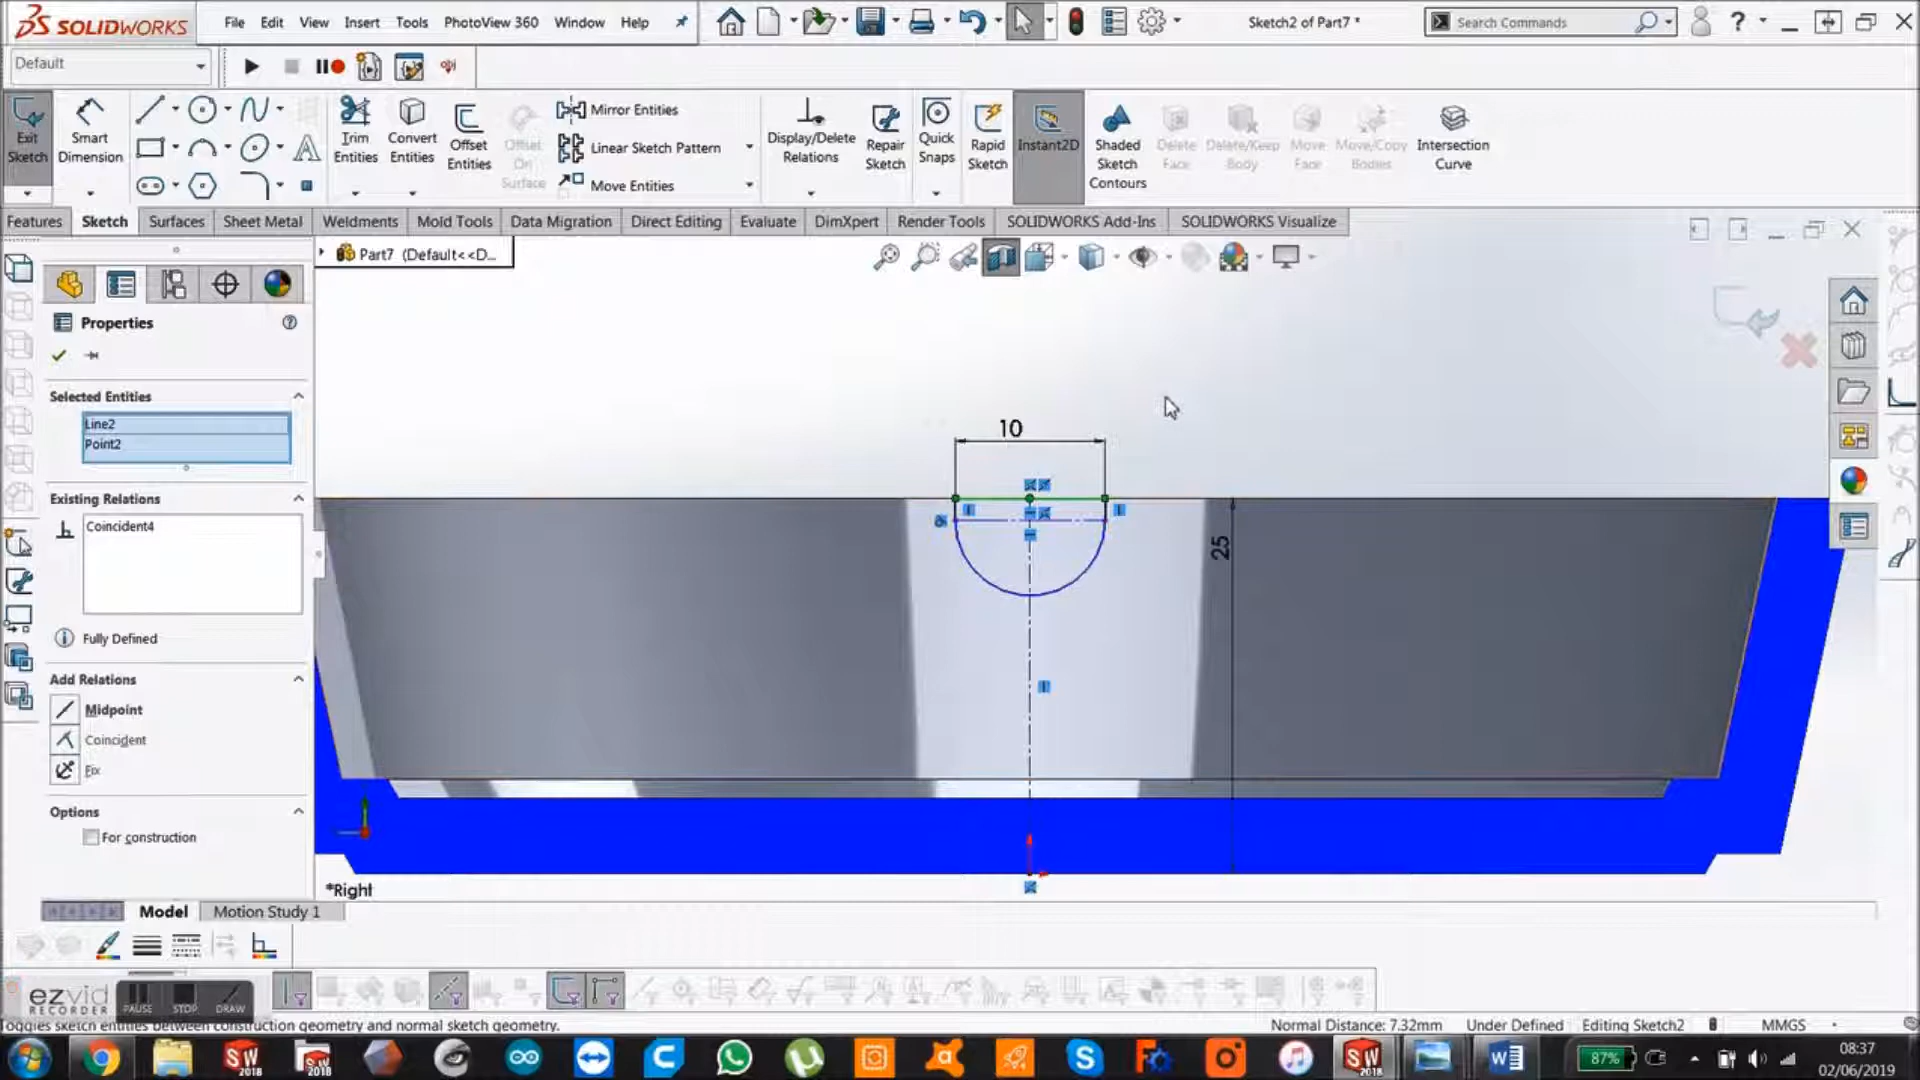 SOLIDWORKS File Edit View Insert Tools PhotoView 360 Window Help Sketch2 of Part7 * Search Commands ?
Default
Exit Sketch
Smart Dimension
Trim Entities
Convert Entities
Offset Entities
Offset On Surface
Mirror Entities
Linear Sketch Pattern
Move Entities
Display/Delete Relations
Repair Sketch
Quick Snaps
Rapid Sketch
Instant2D
Shaded Sketch Contours
Delete Face
Delete/Keep Body
Move Face
Move/Copy Bodies
Intersection Curve
Features Sketch Surfaces Sheet Metal Weldments Mold Tools Data Migration Direct Editing Evaluate DimXpert Render Tools SOLIDWORKS Add-Ins SOLIDWORKS Visualize
Part7 (Default<<D...
Properties
Selected Entities
Line2
Point2
Existing Relations
Coincident4
Fully Defined
Add Relations
Midpoint
Coincident
Fix
Options
For construction
10
25
*Right
Model Motion Study 1
ezvid
RECORDER
PAUSE STOP DRAW
Toggles sketch entities between construction geometry and normal sketch geometry.
Normal Distance: 7.32mm Under Defined Editing Sketch2 MMGS
SW 2018
2018
SW 2018
87%
08:37
02/06/2019